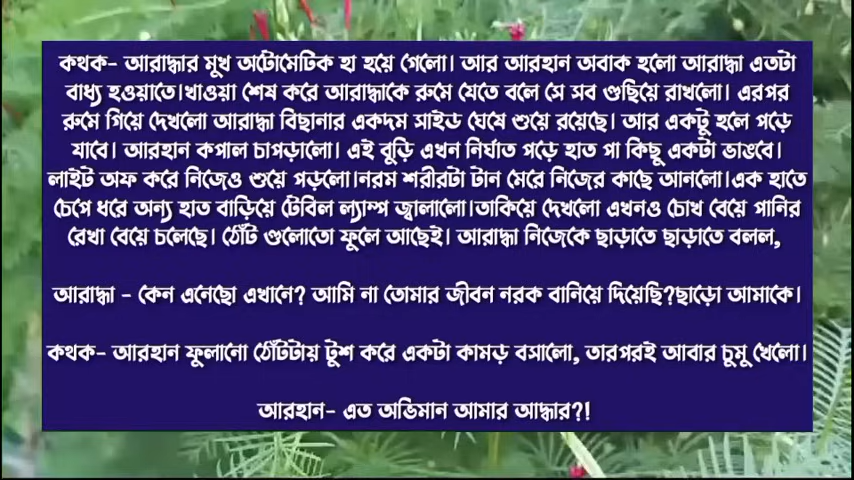 কথক- আরাদ্ধার মুখ অটোমেটিক হা হয়ে গেলো। আর আরহান অবাক হলো আরাদ্ধা এতটা
বাধ্য হওয়াতে।খাওয়া শেষ করে আরাদ্ধাকে রুমে যেতে বলে সে সব গুছিয়ে রাখলো। এরপর
রুমে গিয়ে দেখলো আরাদ্ধা বিছানার একদম সাইড ঘেষে শুয়ে রয়েছে। আর একটু হলে পড়ে
যাবে। আরহান কপাল চাপড়ালো। এই বুড়ি এখন নির্ঘাত পড়ে হাত পা কিছু একটা ভাঙবে।
লাইট অফ করে নিজেও শুয়ে পড়লো।নরম শরীরটা টান মেরে নিজের কাছে আনলো।এক হাতে
চেপে ধরে অন্য হাত বাড়িয়ে টেবিল ল্যাম্প জ্বালালো।তাকিয়ে দেখলো এখনও চোখ বেয়ে পানির
রেখা বেয়ে চলেছে। ঠোঁট গুলোতো ফুলে আছেই। আরাদ্ধা নিজেকে ছাড়াতে ছাড়াতে বলল,
আরাদ্ধা - কেন এনেছো এখানে? আমি না তোমার জীবন নরক বানিয়ে দিয়েছি?ছাড়ো আমাকে।
কথক- আরহান ফুলানো ঠোঁটটায় টুশ করে একটা কামড় বসালো, তারপরই আবার চুমু খেলো।
আরহান- এত অভিমান আমার আদ্ধার?!